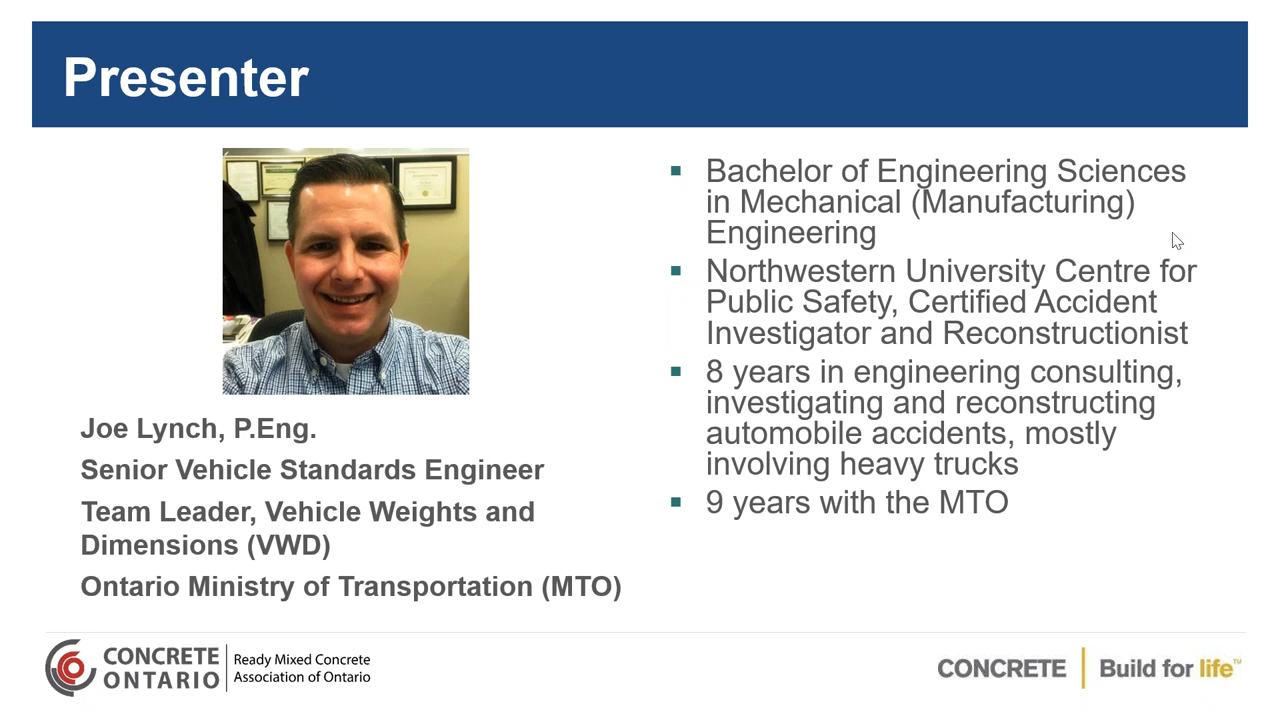 Presenter
Joe Lynch, P.Eng.
Senior Vehicle Standards Engineer
Team Leader, Vehicle Weights and
Dimensions (VWD)
Ontario Ministry of Transportation (MTO)
Bachelor of Engineering Sciences
in Mechanical (Manufacturing)
Engineering
Northwestern University Centre for
Public Safety, Certified Accident
Investigator and Reconstructionist
8 years in engineering consulting,
investigating and reconstructing
automobile accidents, mostly
involving heavy trucks
9 years with the MTO
CONCRETE
ONTARIO
Ready Mixed Concrete
Association of Ontario
CONCRETE
Build for life™